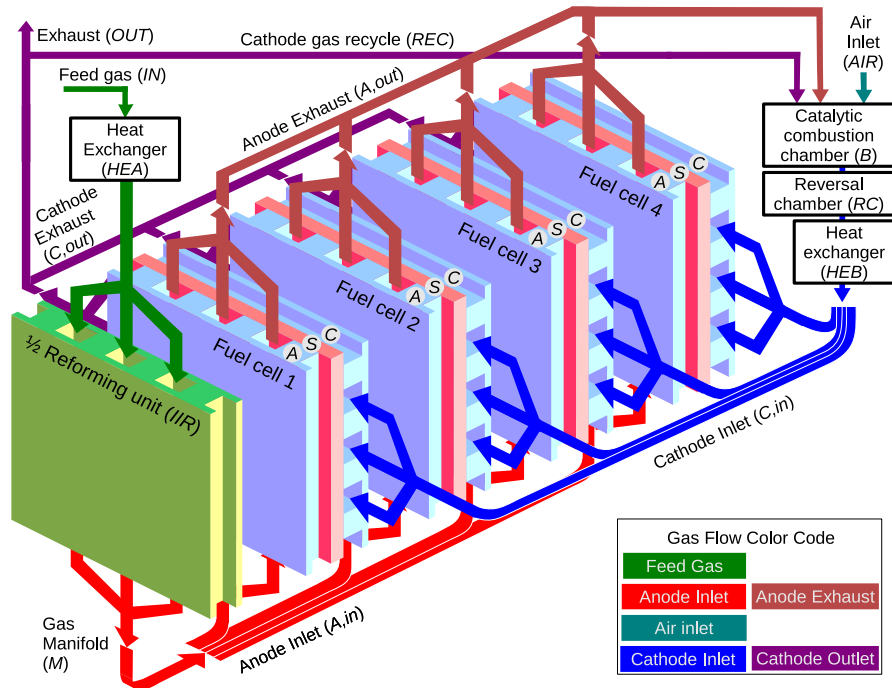 Exhaust (OUT)
Cathode gas recycle (REC)
Air
Inlet
(AIR)
Feed gas (IN)
Heat
Exchanger
(HEA)
Anode Exhaust (A,out)
Catalytic
combustion
chamber (B)
Reversal
chamber (RC)
Heat
exchanger
(HEB)
Cathode
Exhaust
(C,out)
A S C
Fuel cell 4
A S C
Fuel cell 3
A S C
Fuel cell 2
A S C
Fuel cell 1
½ Reforming unit (IIR)
Cathode Inlet (C,in)
Anode Inlet (A,in)
Gas
Manifold
(M)
Gas Flow Color Code
Feed Gas
Anode Inlet Anode Exhaust
Air inlet
Cathode Inlet Cathode Outlet